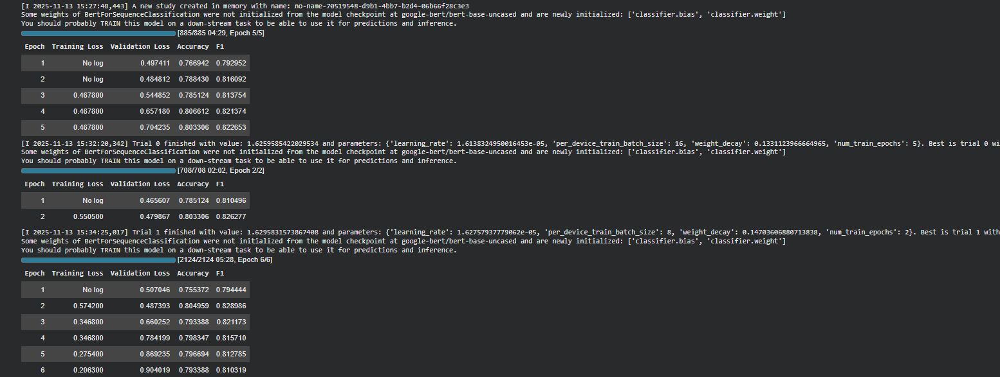 [I 2025-11-13 15:27:48,443] A new study created in memory with name: no-name-70519548-d9b1-4bb7-b2d4-06b66f28c3e3
Some weights of BertForSequenceClassification were not initialized from the model checkpoint at google-bert/bert-base-uncased and are newly initialized: ['classifier.bias', 'classifier.weight']
You should probably TRAIN this model on a down-stream task to be able to use it for predictions and inference.
[885/885 04:29, Epoch 5/5]
Epoch Training Loss Validation Loss Accuracy F1
1 No log 0.497411 0.766942 0.792952
2 No log 0.484812 0.788430 0.816092
3 0.467800 0.544852 0.785124 0.813754
4 0.467800 0.657180 0.806612 0.821374
5 0.467800 0.704235 0.803306 0.822653
[I 2025-11-13 15:32:20,342] Trial 0 finished with value: 1.6259585422029534 and parameters: {'learning_rate': 1.6138324950016453e-05, 'per_device_train_batch_size': 16, 'weight_decay': 0.1331123966664965, 'num_train_epochs': 5}. Best is trial 0 wi
Some weights of BertForSequenceClassification were not initialized from the model checkpoint at google-bert/bert-base-uncased and are newly initialized: ['classifier.bias', 'classifier.weight']
You should probably TRAIN this model on a down-stream task to be able to use it for predictions and inference.
[708/708 02:02, Epoch 2/2]
Epoch Training Loss Validation Loss Accuracy F1
1 No log 0.465607 0.785124 0.810496
2 0.550500 0.479867 0.803306 0.826277
[I 2025-11-13 15:34:25,017] Trial 1 finished with value: 1.6295831573867408 and parameters: {'learning_rate': 1.62757937779062e-05, 'per_device_train_batch_size': 8, 'weight_decay': 0.14703606880713838, 'num_train_epochs': 2}. Best is trial 1 with
Some weights of BertForSequenceClassification were not initialized from the model checkpoint at google-bert/bert-base-uncased and are newly initialized: ['classifier.bias', 'classifier.weight']
You should probably TRAIN this model on a down-stream task to be able to use it for predictions and inference.
[2124/2124 05:28, Epoch 6/6]
Epoch Training Loss Validation Loss Accuracy F1
1 No log 0.507046 0.755372 0.794444
2 0.574200 0.487393 0.804959 0.828986
3 0.346800 0.660252 0.793388 0.821173
4 0.346800 0.784199 0.798347 0.815710
5 0.275400 0.869235 0.796694 0.812785
6 0.206300 0.904019 0.793388 0.810319